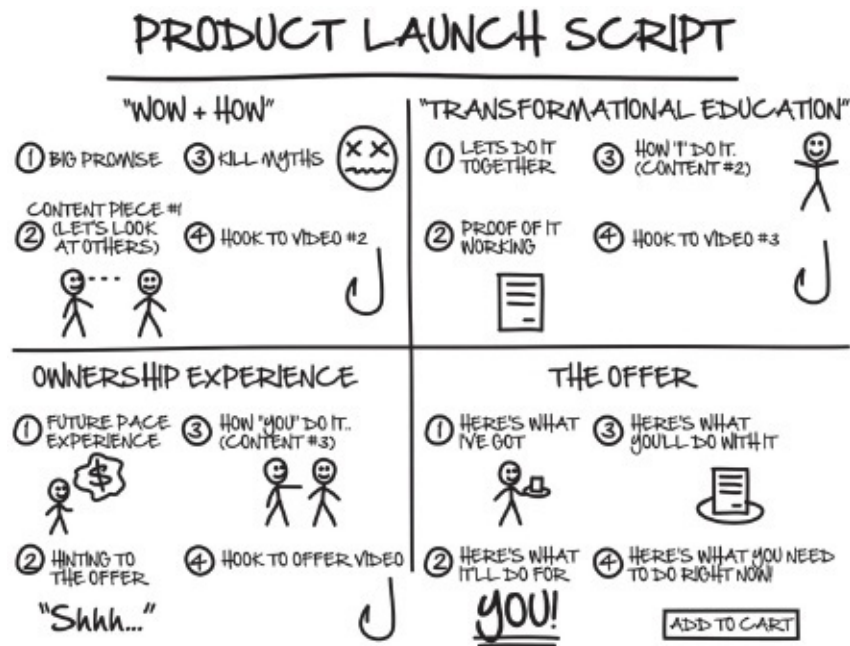 PRODUCT LAUNCH SCRIPT
"WOW + HOW"
1 BIG PROMISE
CONTENT PIECE #1
2 (LET'S LOOK
AT OTHERS)
3 KILL MYTHS
4 HOOK TO VIDEO #2
"TRANSFORMATIONAL EDUCATION"
1 LETS DO IT
TOGETHER
2 PROOF OF IT
WORKING
3 HOW "I" DO IT.
(CONTENT #2)
4 HOOK TO VIDEO #3
OWNERSHIP EXPERIENCE
1 FUTURE PACE
EXPERIENCE
$
2 HINTING TO
THE OFFER
"Shhh..."
3 HOW "YOU" DO IT..
(CONTENT #3)
4 HOOK TO OFFER VIDEO
THE OFFER
1 HERE'S WHAT
I'VE GOT
2 HERE'S WHAT
IT'LL DO FOR
YOU!
3 HERE'S WHAT
YOU'LL DO WITH IT
4 HERE'S WHAT YOU NEED
TO DO RIGHT NOW!
ADD TO CART